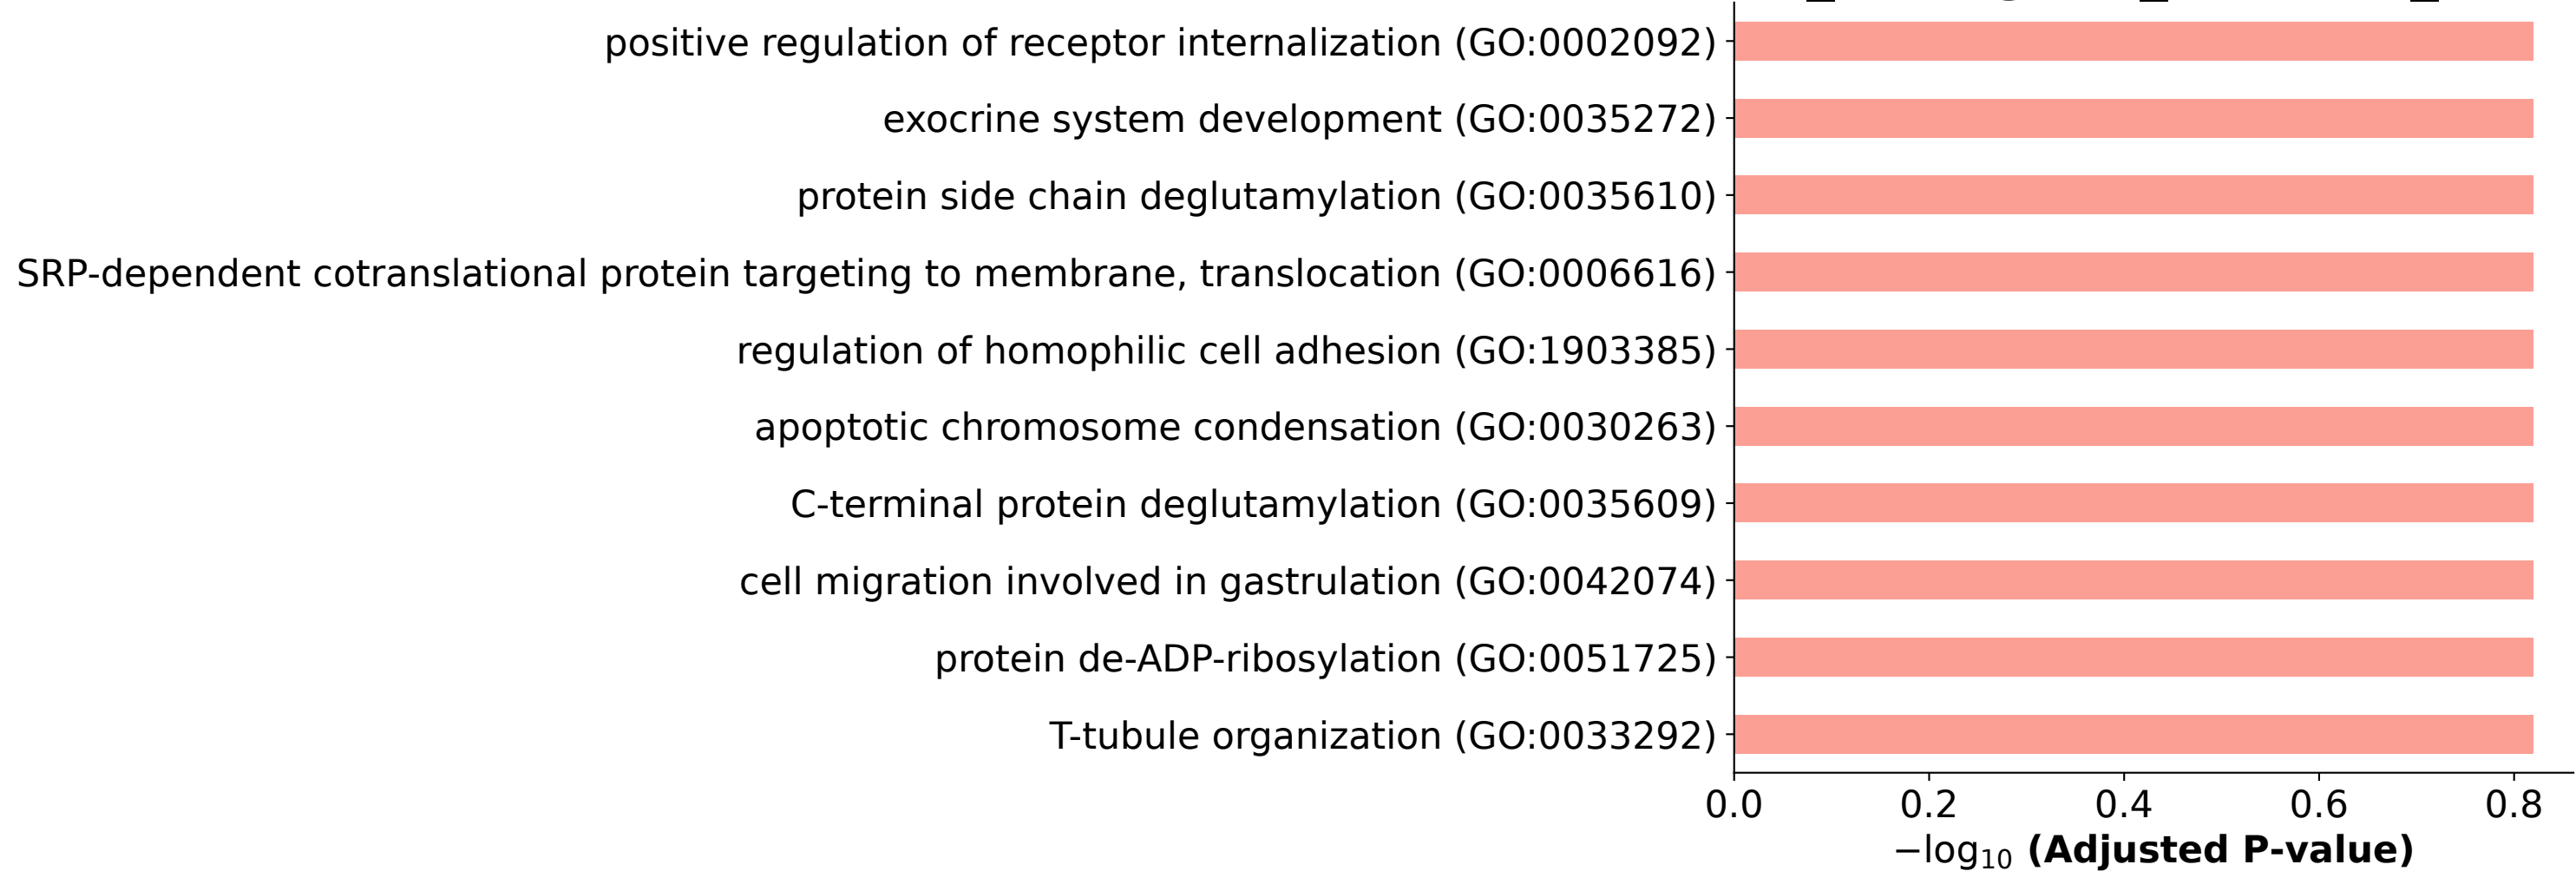 positive regulation of receptor internalization (GO:0002092)
exocrine system development (GO:0035272)
protein side chain deglutamylation (GO:0035610)
SRP-dependent cotranslational protein targeting to membrane, translocation (GO:0006616)
regulation of homophilic cell adhesion (GO:1903385)
apoptotic chromosome condensation (GO:0030263)
C-terminal protein deglutamylation (GO:0035609)
cell migration involved in gastrulation (GO:0042074)
protein de-ADP-ribosylation (GO:0051725)
T-tubule organization (GO:0033292)
0.0 0.2 0.4 0.6 0.8
−log₁₀ (Adjusted P-value)